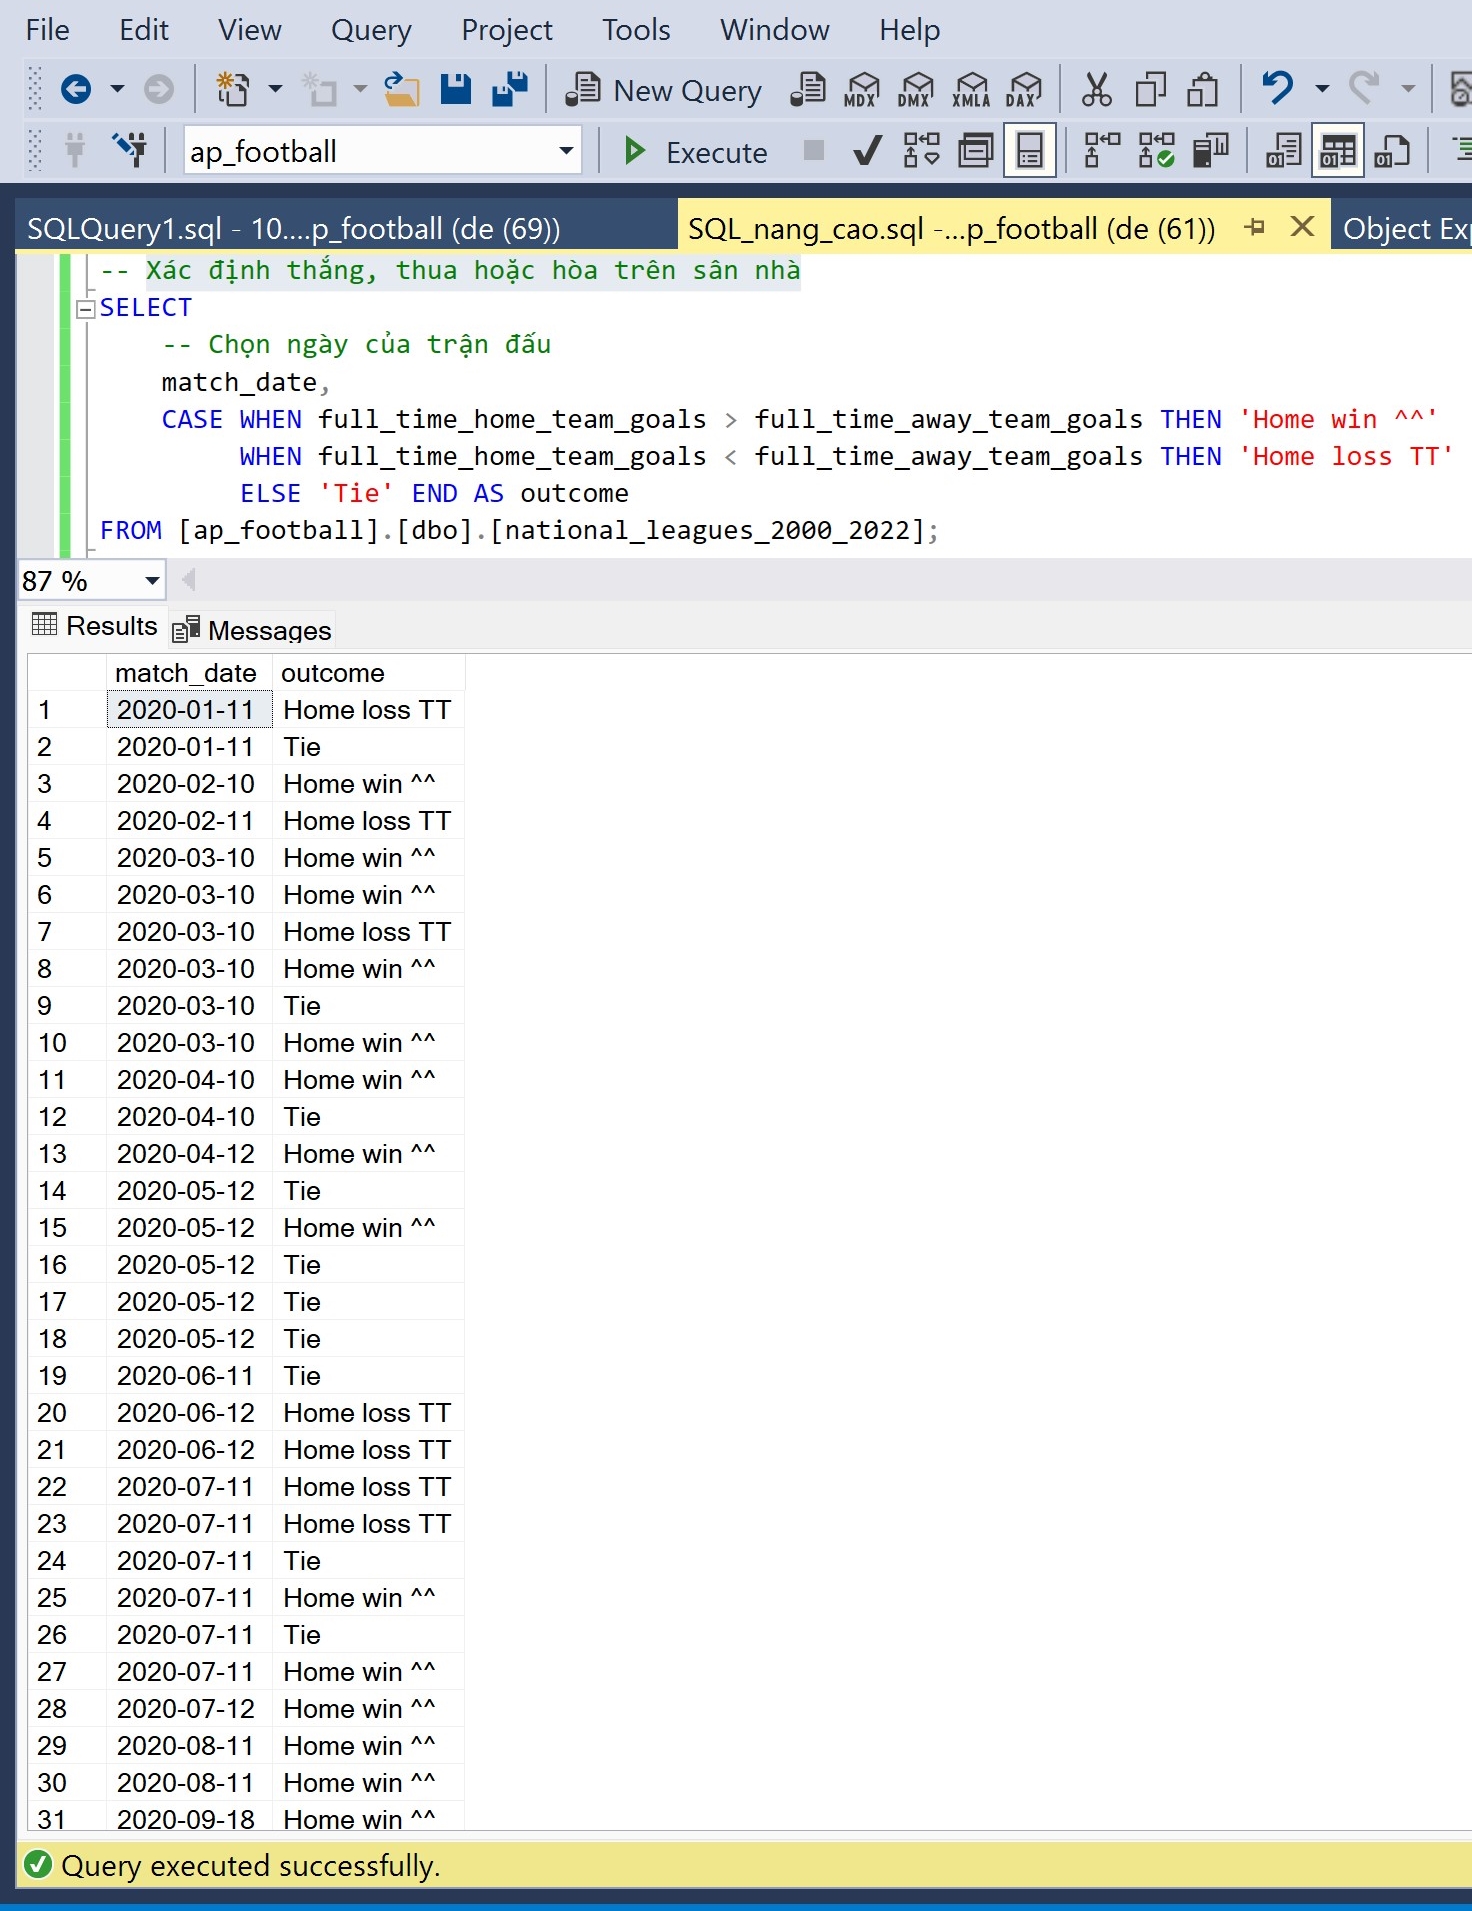 File Edit View Query Project Tools Window Help
New Query MDX DMX XMLA DAX
ap_football Execute
SQLQuery1.sql - 10....p_football (de (69)) SQL_nang_cao.sql -...p_football (de (61)) Object Exp
-- Xác định thắng, thua hoặc hòa trên sân nhà
SELECT
-- Chọn ngày của trận đấu
match_date,
CASE WHEN full_time_home_team_goals > full_time_away_team_goals THEN 'Home win ^^'
WHEN full_time_home_team_goals < full_time_away_team_goals THEN 'Home loss TT'
ELSE 'Tie' END AS outcome
FROM [ap_football].[dbo].[national_leagues_2000_2022];
87 %
Results Messages
match_date outcome
1 2020-01-11 Home loss TT
2 2020-01-11 Tie
3 2020-02-10 Home win ^^
4 2020-02-11 Home loss TT
5 2020-03-10 Home win ^^
6 2020-03-10 Home win ^^
7 2020-03-10 Home loss TT
8 2020-03-10 Home win ^^
9 2020-03-10 Tie
10 2020-03-10 Home win ^^
11 2020-04-10 Home win ^^
12 2020-04-10 Tie
13 2020-04-12 Home win ^^
14 2020-05-12 Tie
15 2020-05-12 Home win ^^
16 2020-05-12 Tie
17 2020-05-12 Tie
18 2020-05-12 Tie
19 2020-06-11 Tie
20 2020-06-12 Home loss TT
21 2020-06-12 Home loss TT
22 2020-07-11 Home loss TT
23 2020-07-11 Home loss TT
24 2020-07-11 Tie
25 2020-07-11 Home win ^^
26 2020-07-11 Tie
27 2020-07-11 Home win ^^
28 2020-07-12 Home win ^^
29 2020-08-11 Home win ^^
30 2020-08-11 Home win ^^
31 2020-09-18 Home win ^^
Query executed successfully.